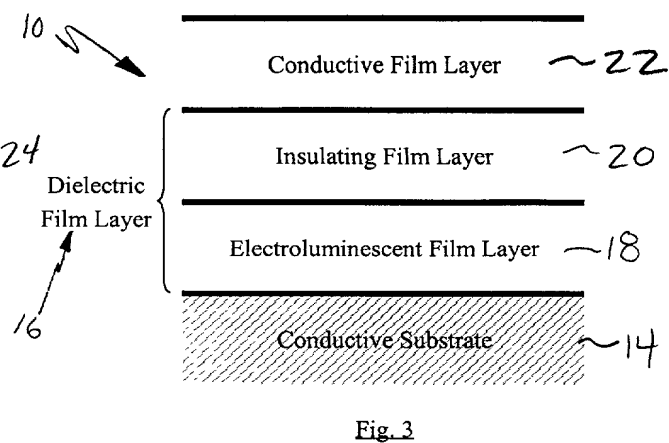 10
Conductive Film Layer 22
24
Insulating Film Layer 20
Dielectric
Film Layer
Electroluminescent Film Layer 18
16
Conductive Substrate 14
Fig. 3